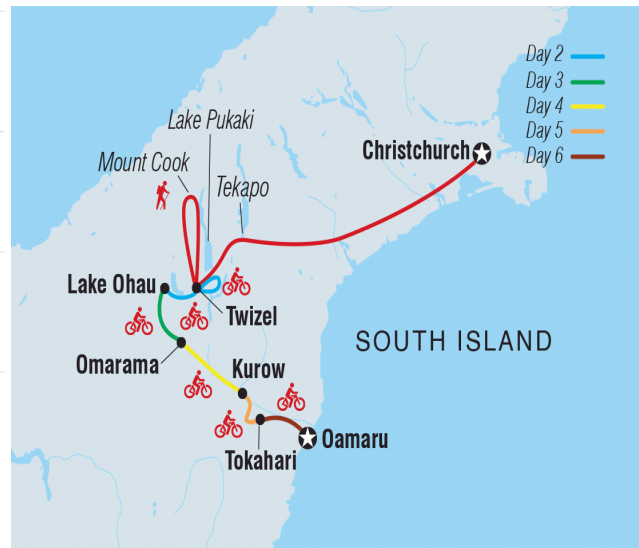 Day 2
Day 3
Day 4
Day 5
Day 6
Lake Pukaki
Mount Cook
Christchurch
Tekapo
Lake Ohau
Twizel
SOUTH ISLAND
Omarama
Kurow
Oamaru
Tokahari